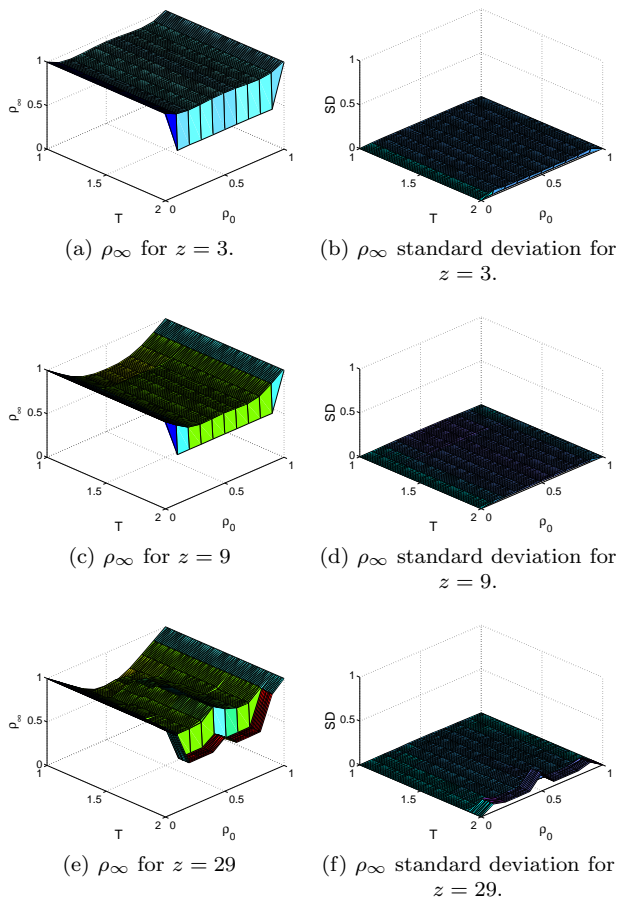 1
0.5
0
ρ∞
1
1.5
2
T
0
0.5
1
ρ0
(a) ρ∞ for z = 3.
1
0.5
0
SD
1
1.5
2
T
0
0.5
1
ρ0
(b) ρ∞ standard deviation for
z = 3.
1
0.5
0
ρ∞
1
1.5
2
T
0
0.5
1
ρ0
(c) ρ∞ for z = 9
1
0.5
0
SD
1
1.5
2
T
0
0.5
1
ρ0
(d) ρ∞ standard deviation for
z = 9.
1
0.5
0
ρ∞
1
1.5
2
T
0
0.5
1
ρ0
(e) ρ∞ for z = 29
1
0.5
0
SD
1
1.5
2
T
0
0.5
1
ρ0
(f) ρ∞ standard deviation for
z = 29.